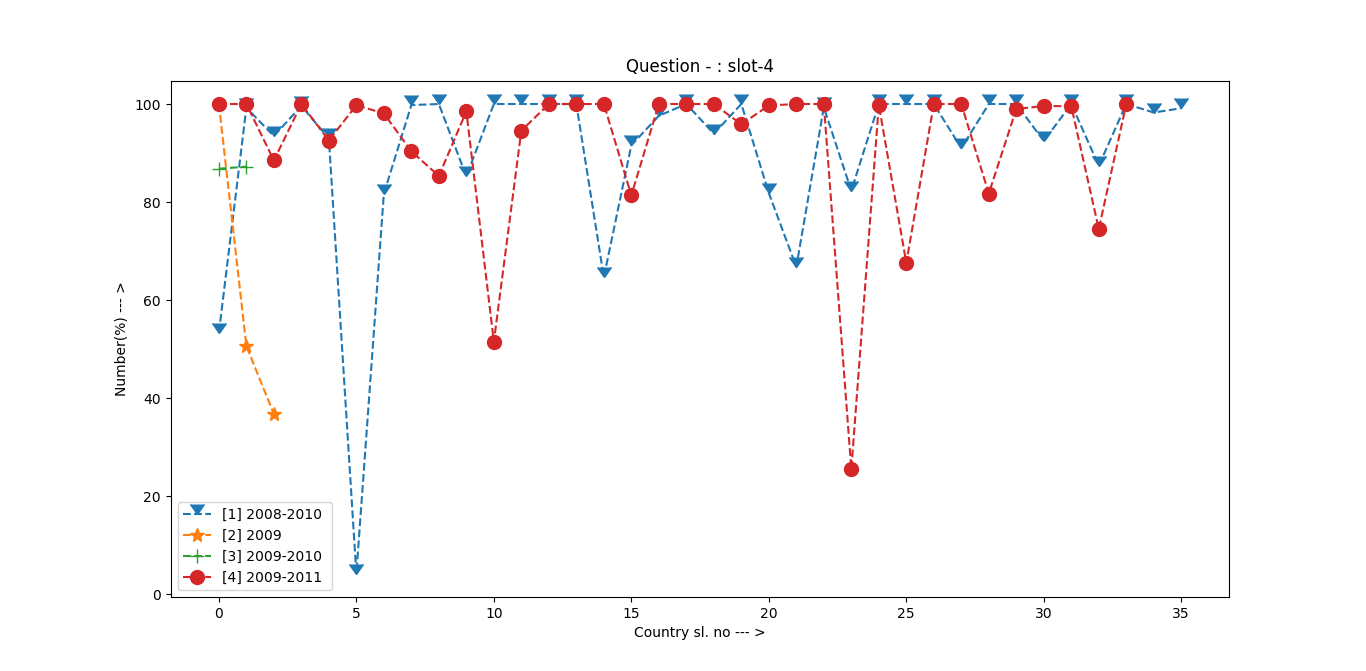 Question - : slot-4
Number(%) --- >
100
80
60
40
20
0
[1] 2008-2010
[2] 2009
[3] 2009-2010
[4] 2009-2011
0 5 10 15 20 25 30 35
Country sl. no --- >